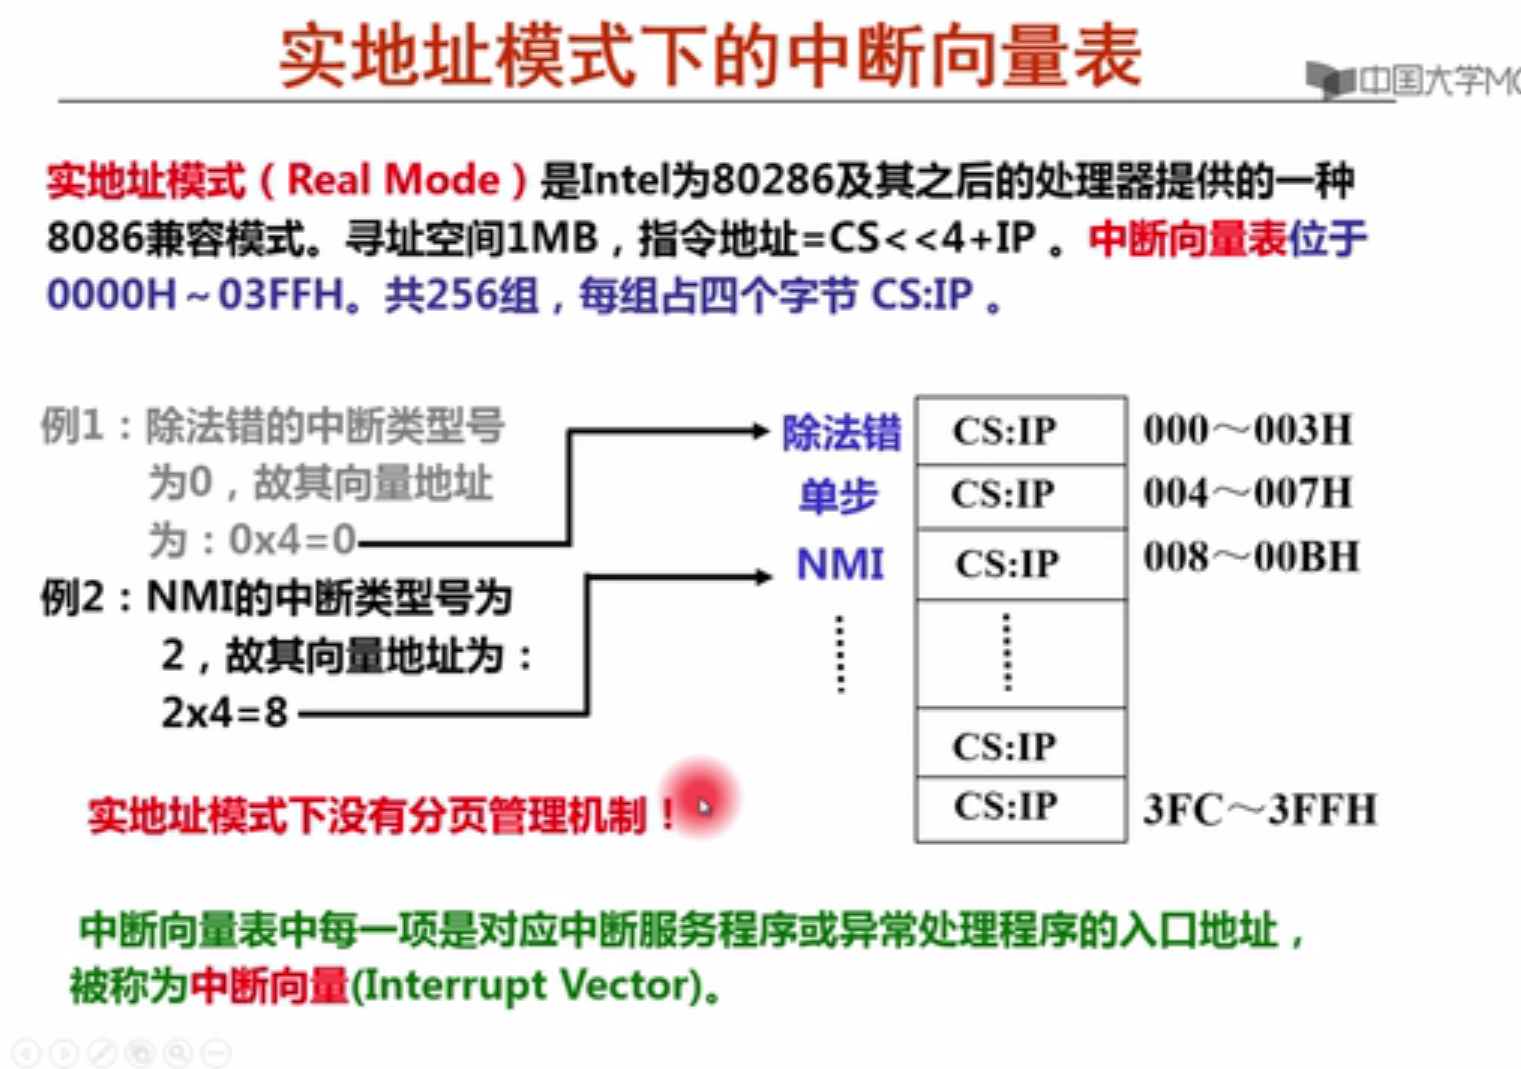 实地址模式下的中断向量表
中国大学MO
实地址模式（Real Mode）是Intel为80286及其之后的处理器提供的一种
8086兼容模式。寻址空间1MB，指令地址=CS<<4+IP 。中断向量表位于
0000H～03FFH。共256组，每组占四个字节 CS:IP 。
例1：除法错的中断类型号
为0，故其向量地址
为：0x4=0
例2：NMI的中断类型号为
2，故其向量地址为：
2x4=8
除法错 CS:IP 000～003H
单步 CS:IP 004～007H
NMI CS:IP 008～00BH
CS:IP
CS:IP 3FC～3FFH
实地址模式下没有分页管理机制！
中断向量表中每一项是对应中断服务程序或异常处理程序的入口地址，
被称为中断向量(Interrupt Vector)。